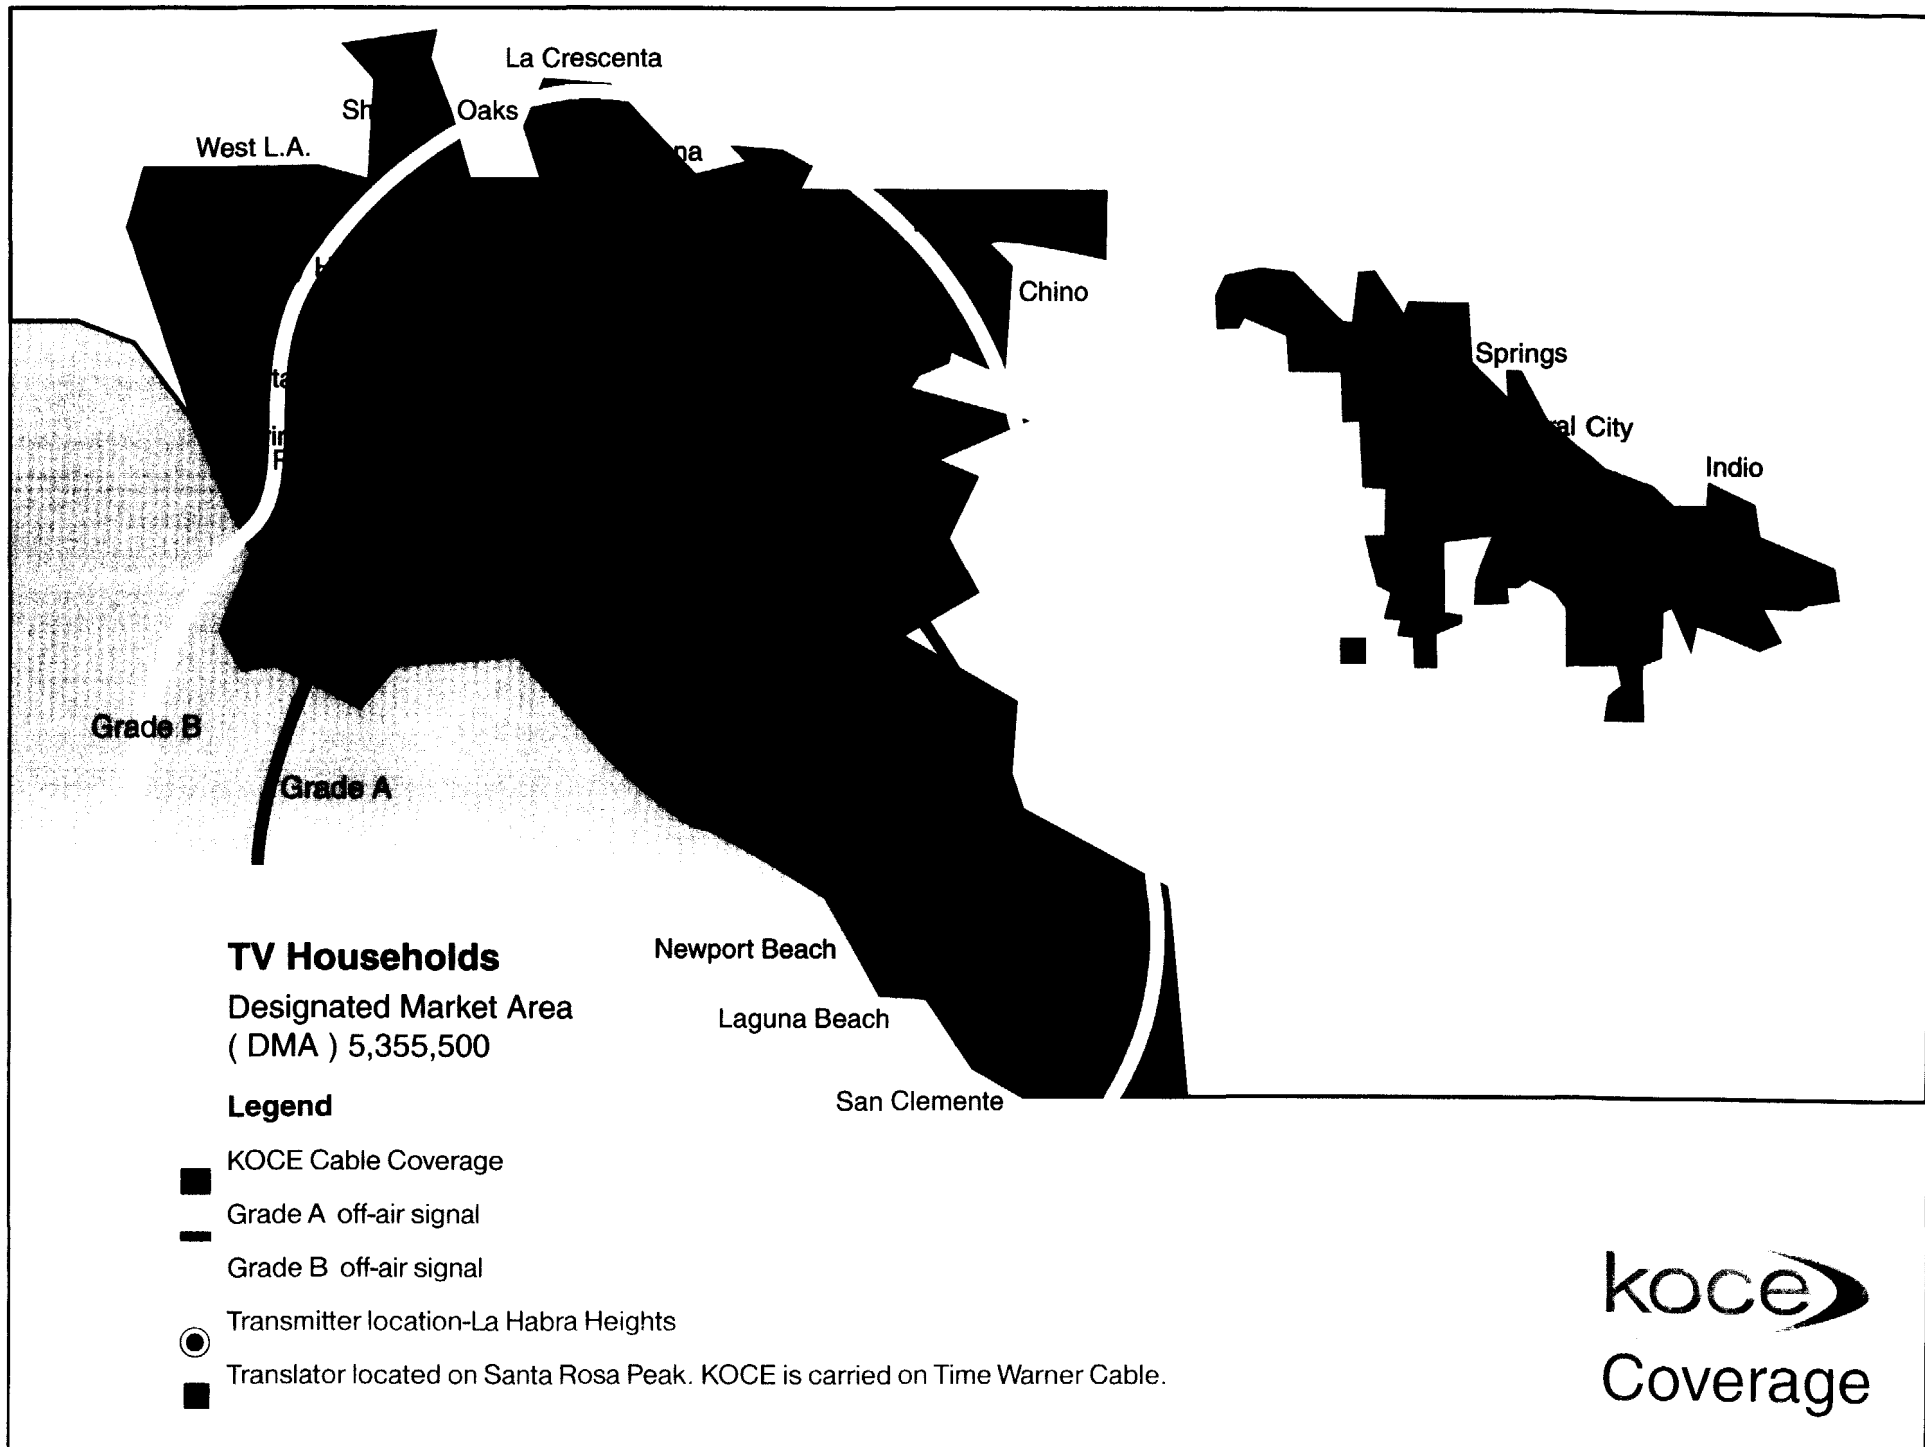 La Crescenta
Oaks
West L.A.
Chino
Springs
City
Indio
Grade B
Grade A
TV Households
Designated Market Area
( DMA ) 5,355,500
Newport Beach
Laguna Beach
San Clemente
Legend
KOCE Cable Coverage
Grade A off-air signal
Grade B off-air signal
Transmitter location-La Habra Heights
Translator located on Santa Rosa Peak. KOCE is carried on Time Warner Cable.
koce
Coverage